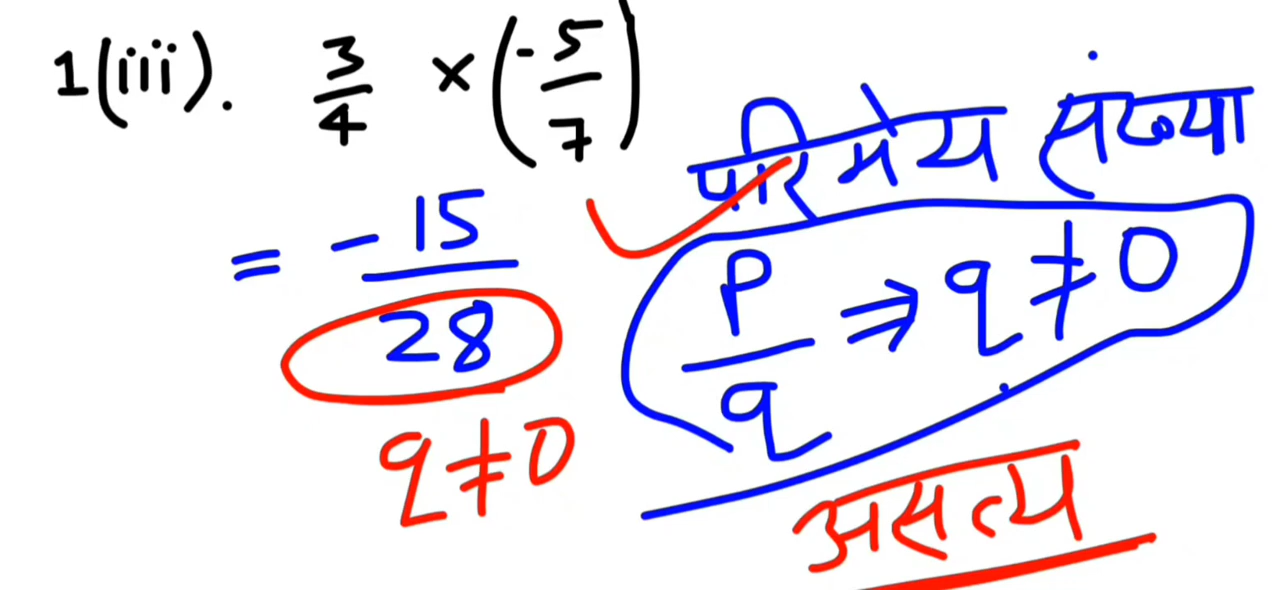 1(iii). 3/4 × (-5/7)
परिमेय संख्या
= -15/28
p/q ⇒ q ≠ 0
q ≠ 0
असत्य